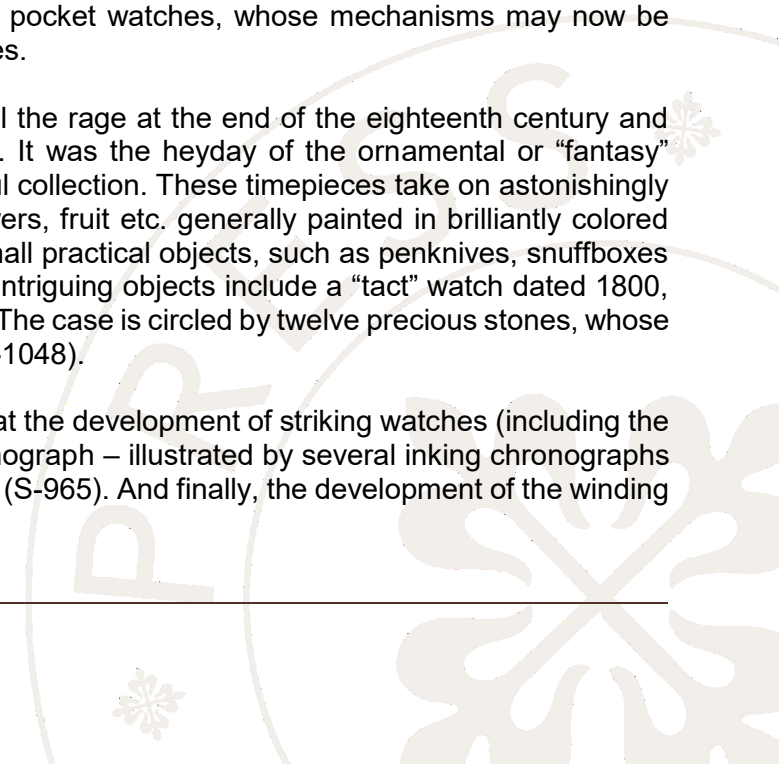 pocket watches, whose mechanisms may now be
es.
the rage at the end of the eighteenth century and
. It was the heyday of the ornamental or “fantasy”
collection. These timepieces take on astonishingly
fruit etc. generally painted in brilliantly colored
practical objects, such as penknives, snuffboxes
intriguing objects include a “tact” watch dated 1800,
The case is circled by twelve precious stones, whose
-1048).
at the development of striking watches (including the
– illustrated by several inking chronographs
(S-965). And finally, the development of the winding
PRESS